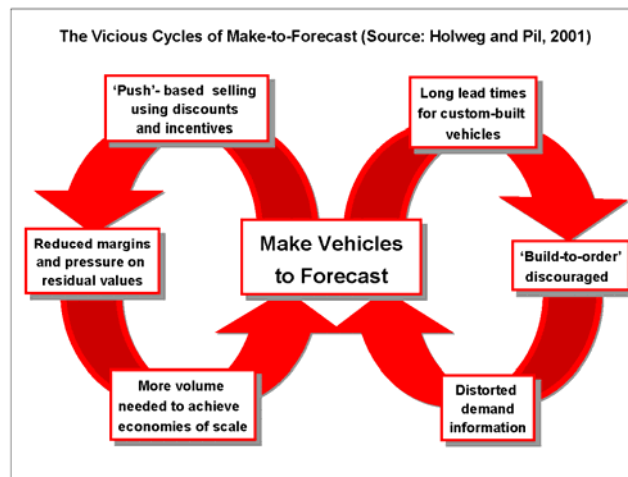 The Vicious Cycles of Make-to-Forecast (Source: Holweg and Pil, 2001)
‘Push’- based selling
using discounts
and incentives
Long lead times
for custom-built
vehicles
Reduced margins
and pressure on
residual values
Make Vehicles
to Forecast
‘Build-to-order’
discouraged
More volume
needed to achieve
economies of scale
Distorted
demand
information